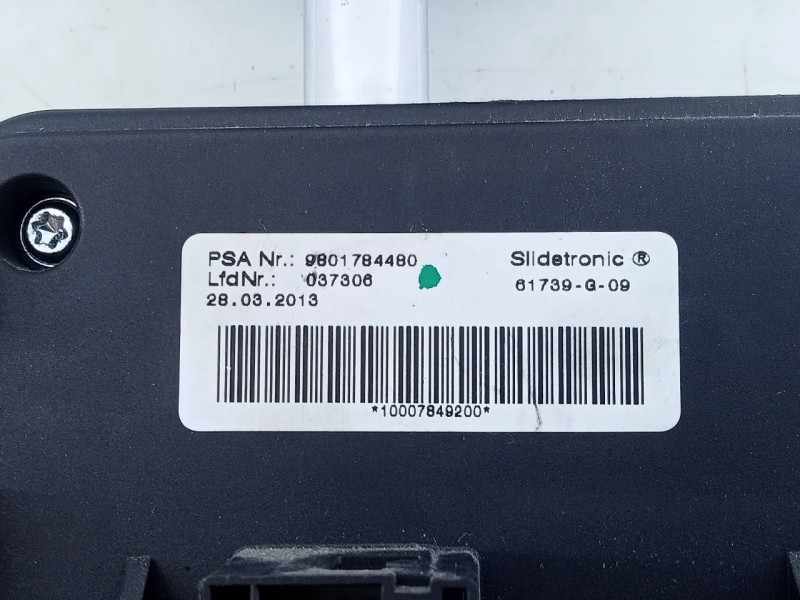 PSA Nr.: 9801784480
LfdNr.: 037306
28.03.2013
Slidetronic ®
61739-G-09
*10007849200*